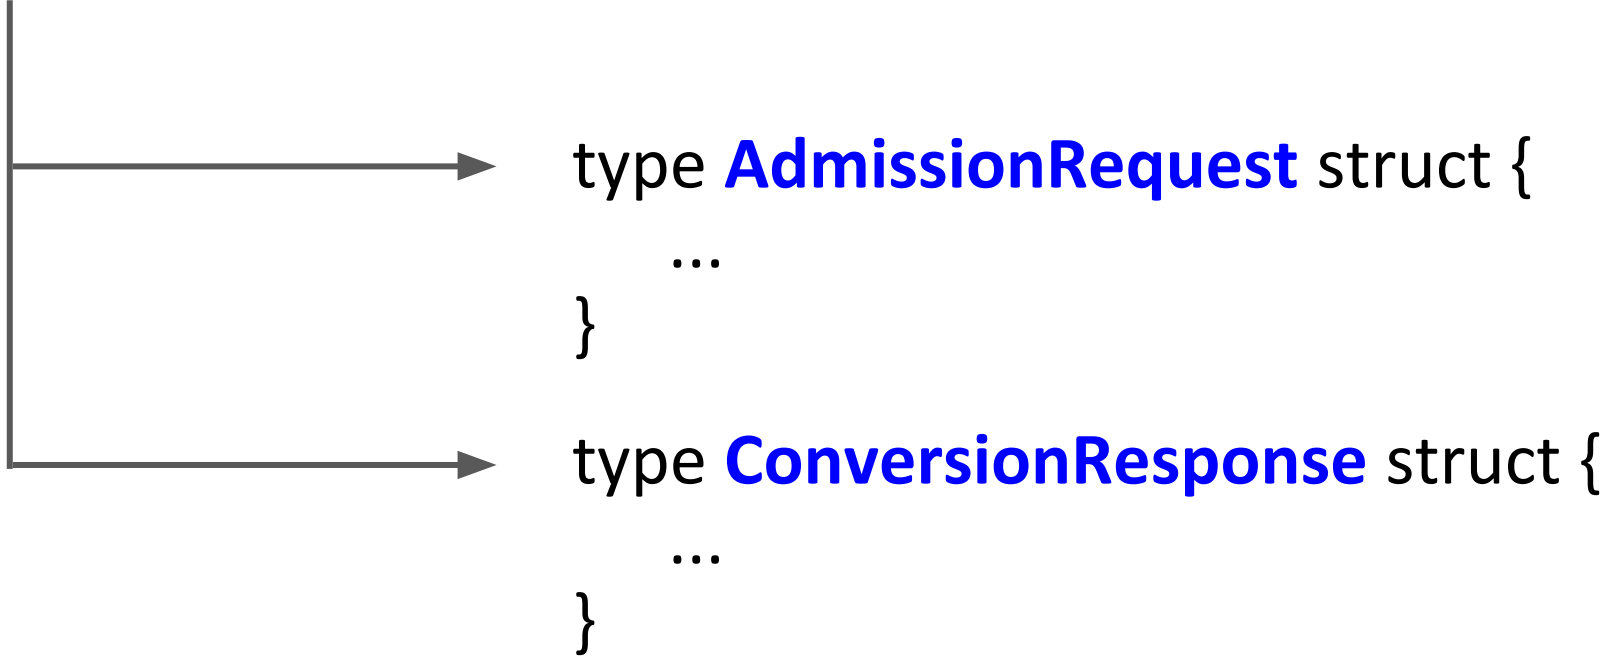 type AdmissionRequest struct {
...
}
type ConversionResponse struct {
...
}